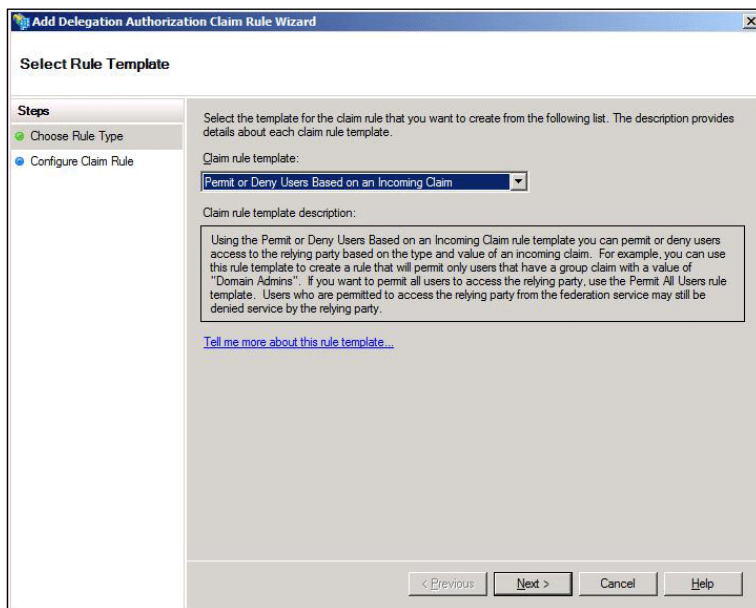 Add Delegation Authorization Claim Rule Wizard
Select Rule Template
Steps
Choose Rule Type
Configure Claim Rule
Select the template for the claim rule that you want to create from the following list. The description provides
details about each claim rule template.
Claim rule template:
Permit or Deny Users Based on an Incoming Claim
Claim rule template description:
Using the Permit or Deny Users Based on an Incoming Claim rule template you can permit or deny users
access to the relying party based on the type and value of an incoming claim. For example, you can use
this rule template to create a rule that will permit only users that have a group claim with a value of
"Domain Admins". If you want to permit all users to access the relying party, use the Permit All Users rule
template. Users who are permitted to access the relying party from the federation service may still be
denied service by the relying party.
Tell me more about this rule template...
< Previous
Next >
Cancel
Help